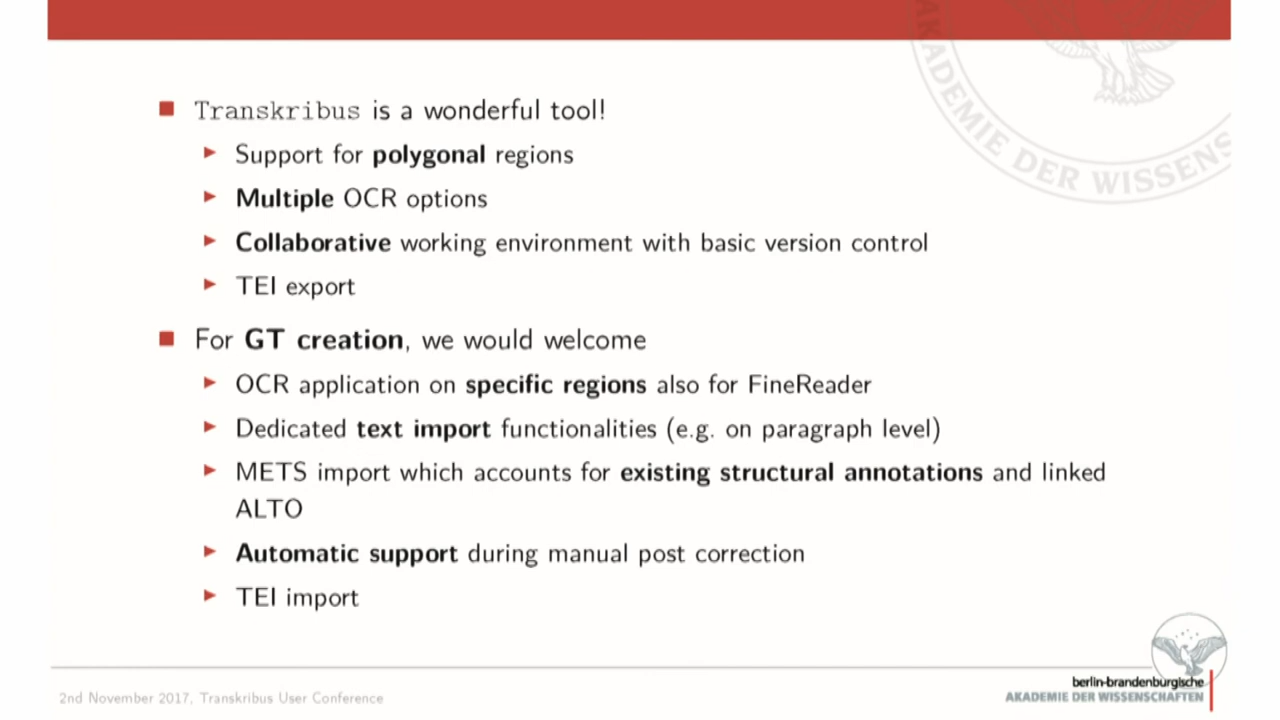 AKADEMIE DER WISSENS
Transkribus is a wonderful tool!
Support for polygonal regions
Multiple OCR options
Collaborative working environment with basic version control
TEI export
For GT creation, we would welcome
OCR application on specific regions also for FineReader
Dedicated text import functionalities (e.g. on paragraph level)
METS import which accounts for existing structural annotations and linked
ALTO
Automatic support during manual post correction
TEI import
2nd November 2017, Transkribus User Conference
berlin-brandenburgische
AKADEMIE DER WISSENSCHAFTEN